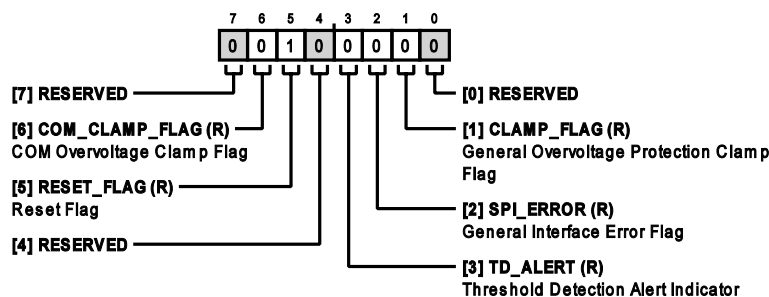 7 6 5 4 3 2 1 0
0 0 1 0 0 0 0 0
[7] RESERVED
[6] COM_CLAMP_FLAG (R)
COM Overvoltage Clamp Flag
[5] RESET_FLAG (R)
Reset Flag
[4] RESERVED
[0] RESERVED
[1] CLAMP_FLAG (R)
General Overvoltage Protection Clamp
Flag
[2] SPI_ERROR (R)
General Interface Error Flag
[3] TD_ALERT (R)
Threshold Detection Alert Indicator